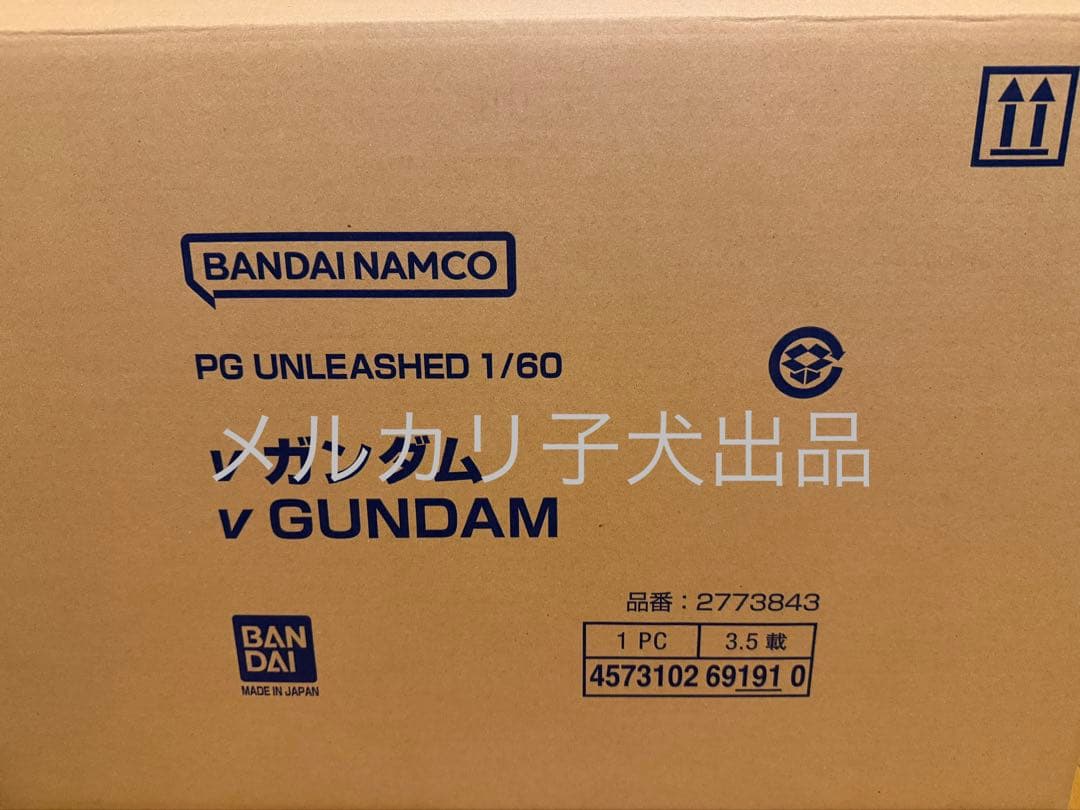 BANDAI NAMCO
PG UNLEASHED 1/60
νガンダム
メルカリ子犬出品
ν GUNDAM
品番：2773843
BAN
DAI
MADE IN JAPAN
1 PC
3.5 載
4573102 69191 0